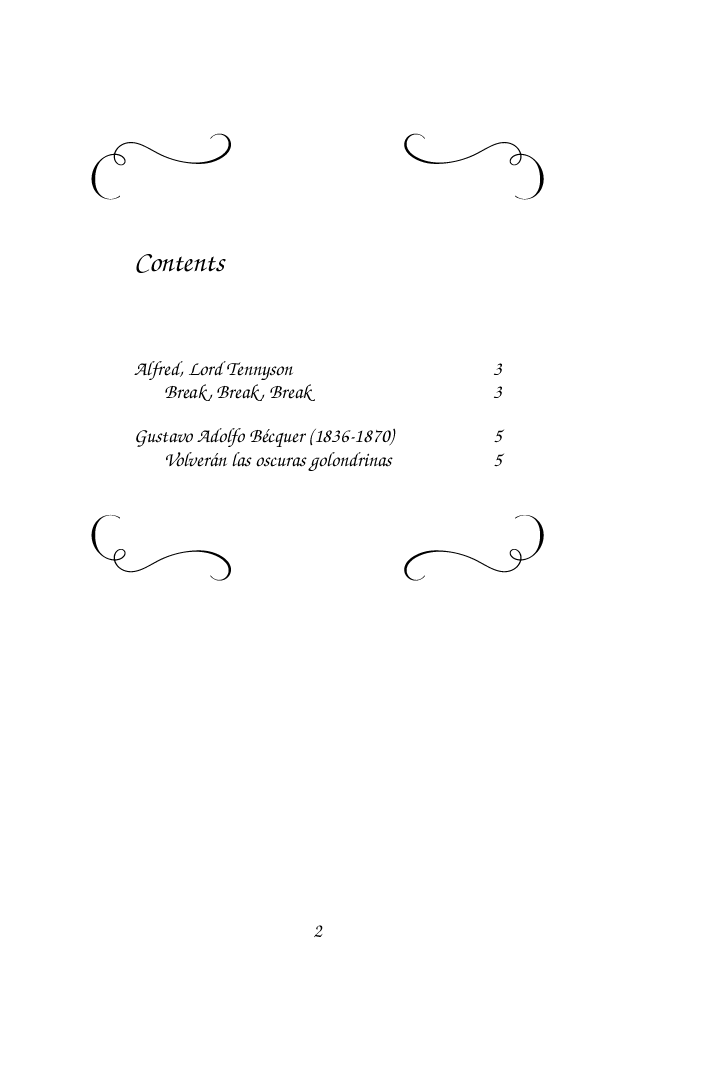 Contents
Alfred, Lord Tennyson 3
Break, Break, Break 3
Gustavo Adolfo Bécquer (1836-1870) 5
Volverán las oscuras golondrinas 5
2